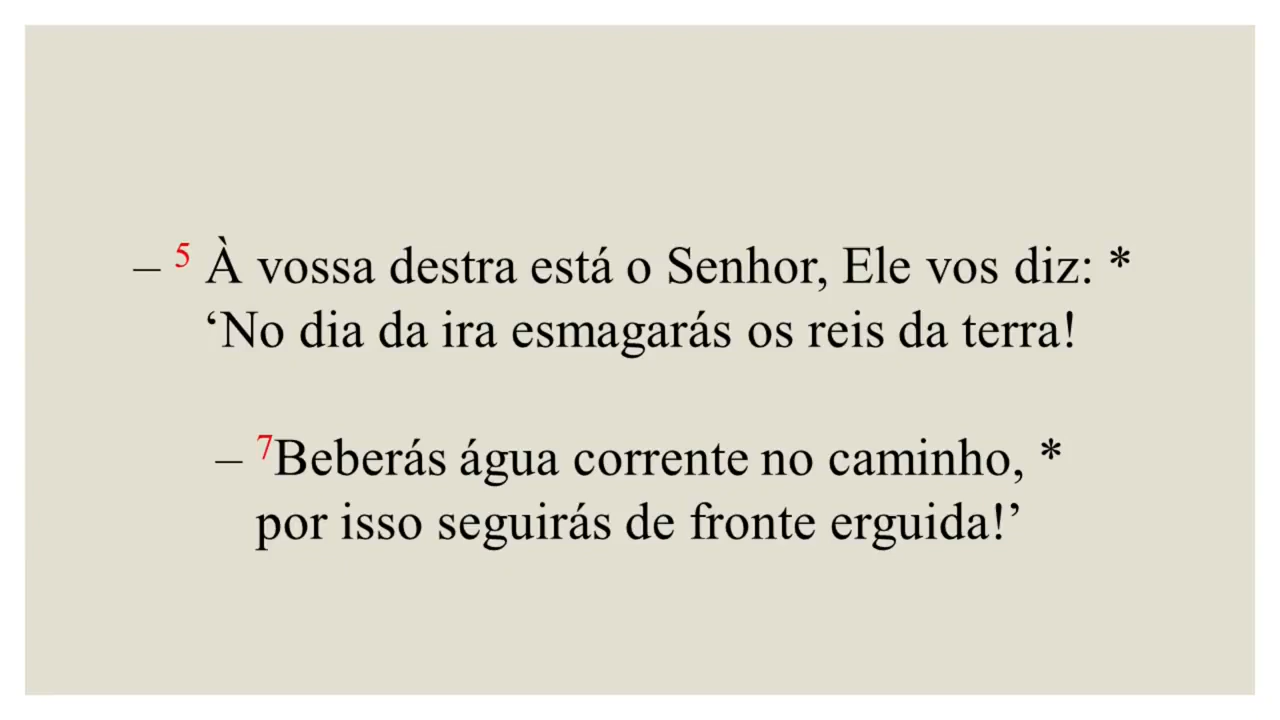 – 5 À vossa destra está o Senhor, Ele vos diz: *
‘No dia da ira esmagarás os reis da terra!
– 7Beberás água corrente no caminho, *
por isso seguirás de fronte erguida!’